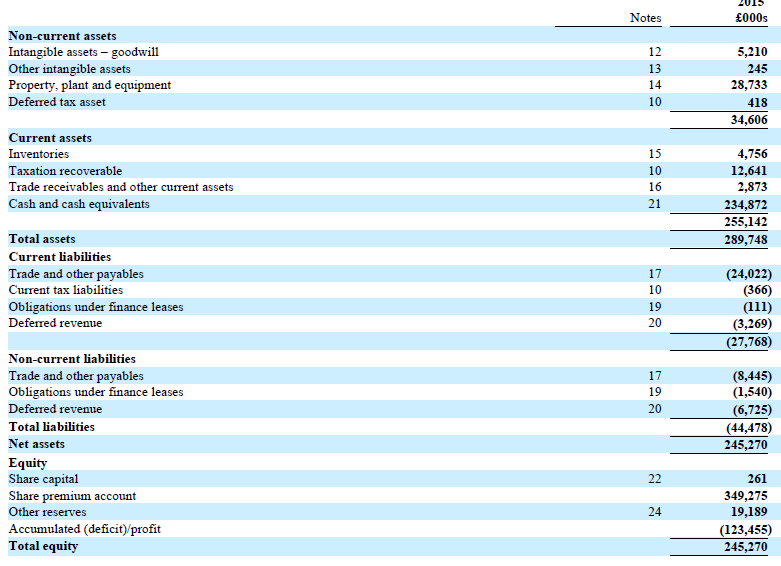 2015
Notes £000s
Non-current assets
Intangible assets – goodwill 12 5,210
Other intangible assets 13 245
Property, plant and equipment 14 28,733
Deferred tax asset 10 418
34,606
Current assets
Inventories 15 4,756
Taxation recoverable 10 12,641
Trade receivables and other current assets 16 2,873
Cash and cash equivalents 21 234,872
255,142
Total assets 289,748
Current liabilities
Trade and other payables 17 (24,022)
Current tax liabilities 10 (366)
Obligations under finance leases 19 (111)
Deferred revenue 20 (3,269)
(27,768)
Non-current liabilities
Trade and other payables 17 (8,445)
Obligations under finance leases 19 (1,540)
Deferred revenue 20 (6,725)
Total liabilities (44,478)
Net assets 245,270
Equity
Share capital 22 261
Share premium account 349,275
Other reserves 24 19,189
Accumulated (deficit)/profit (123,455)
Total equity 245,270